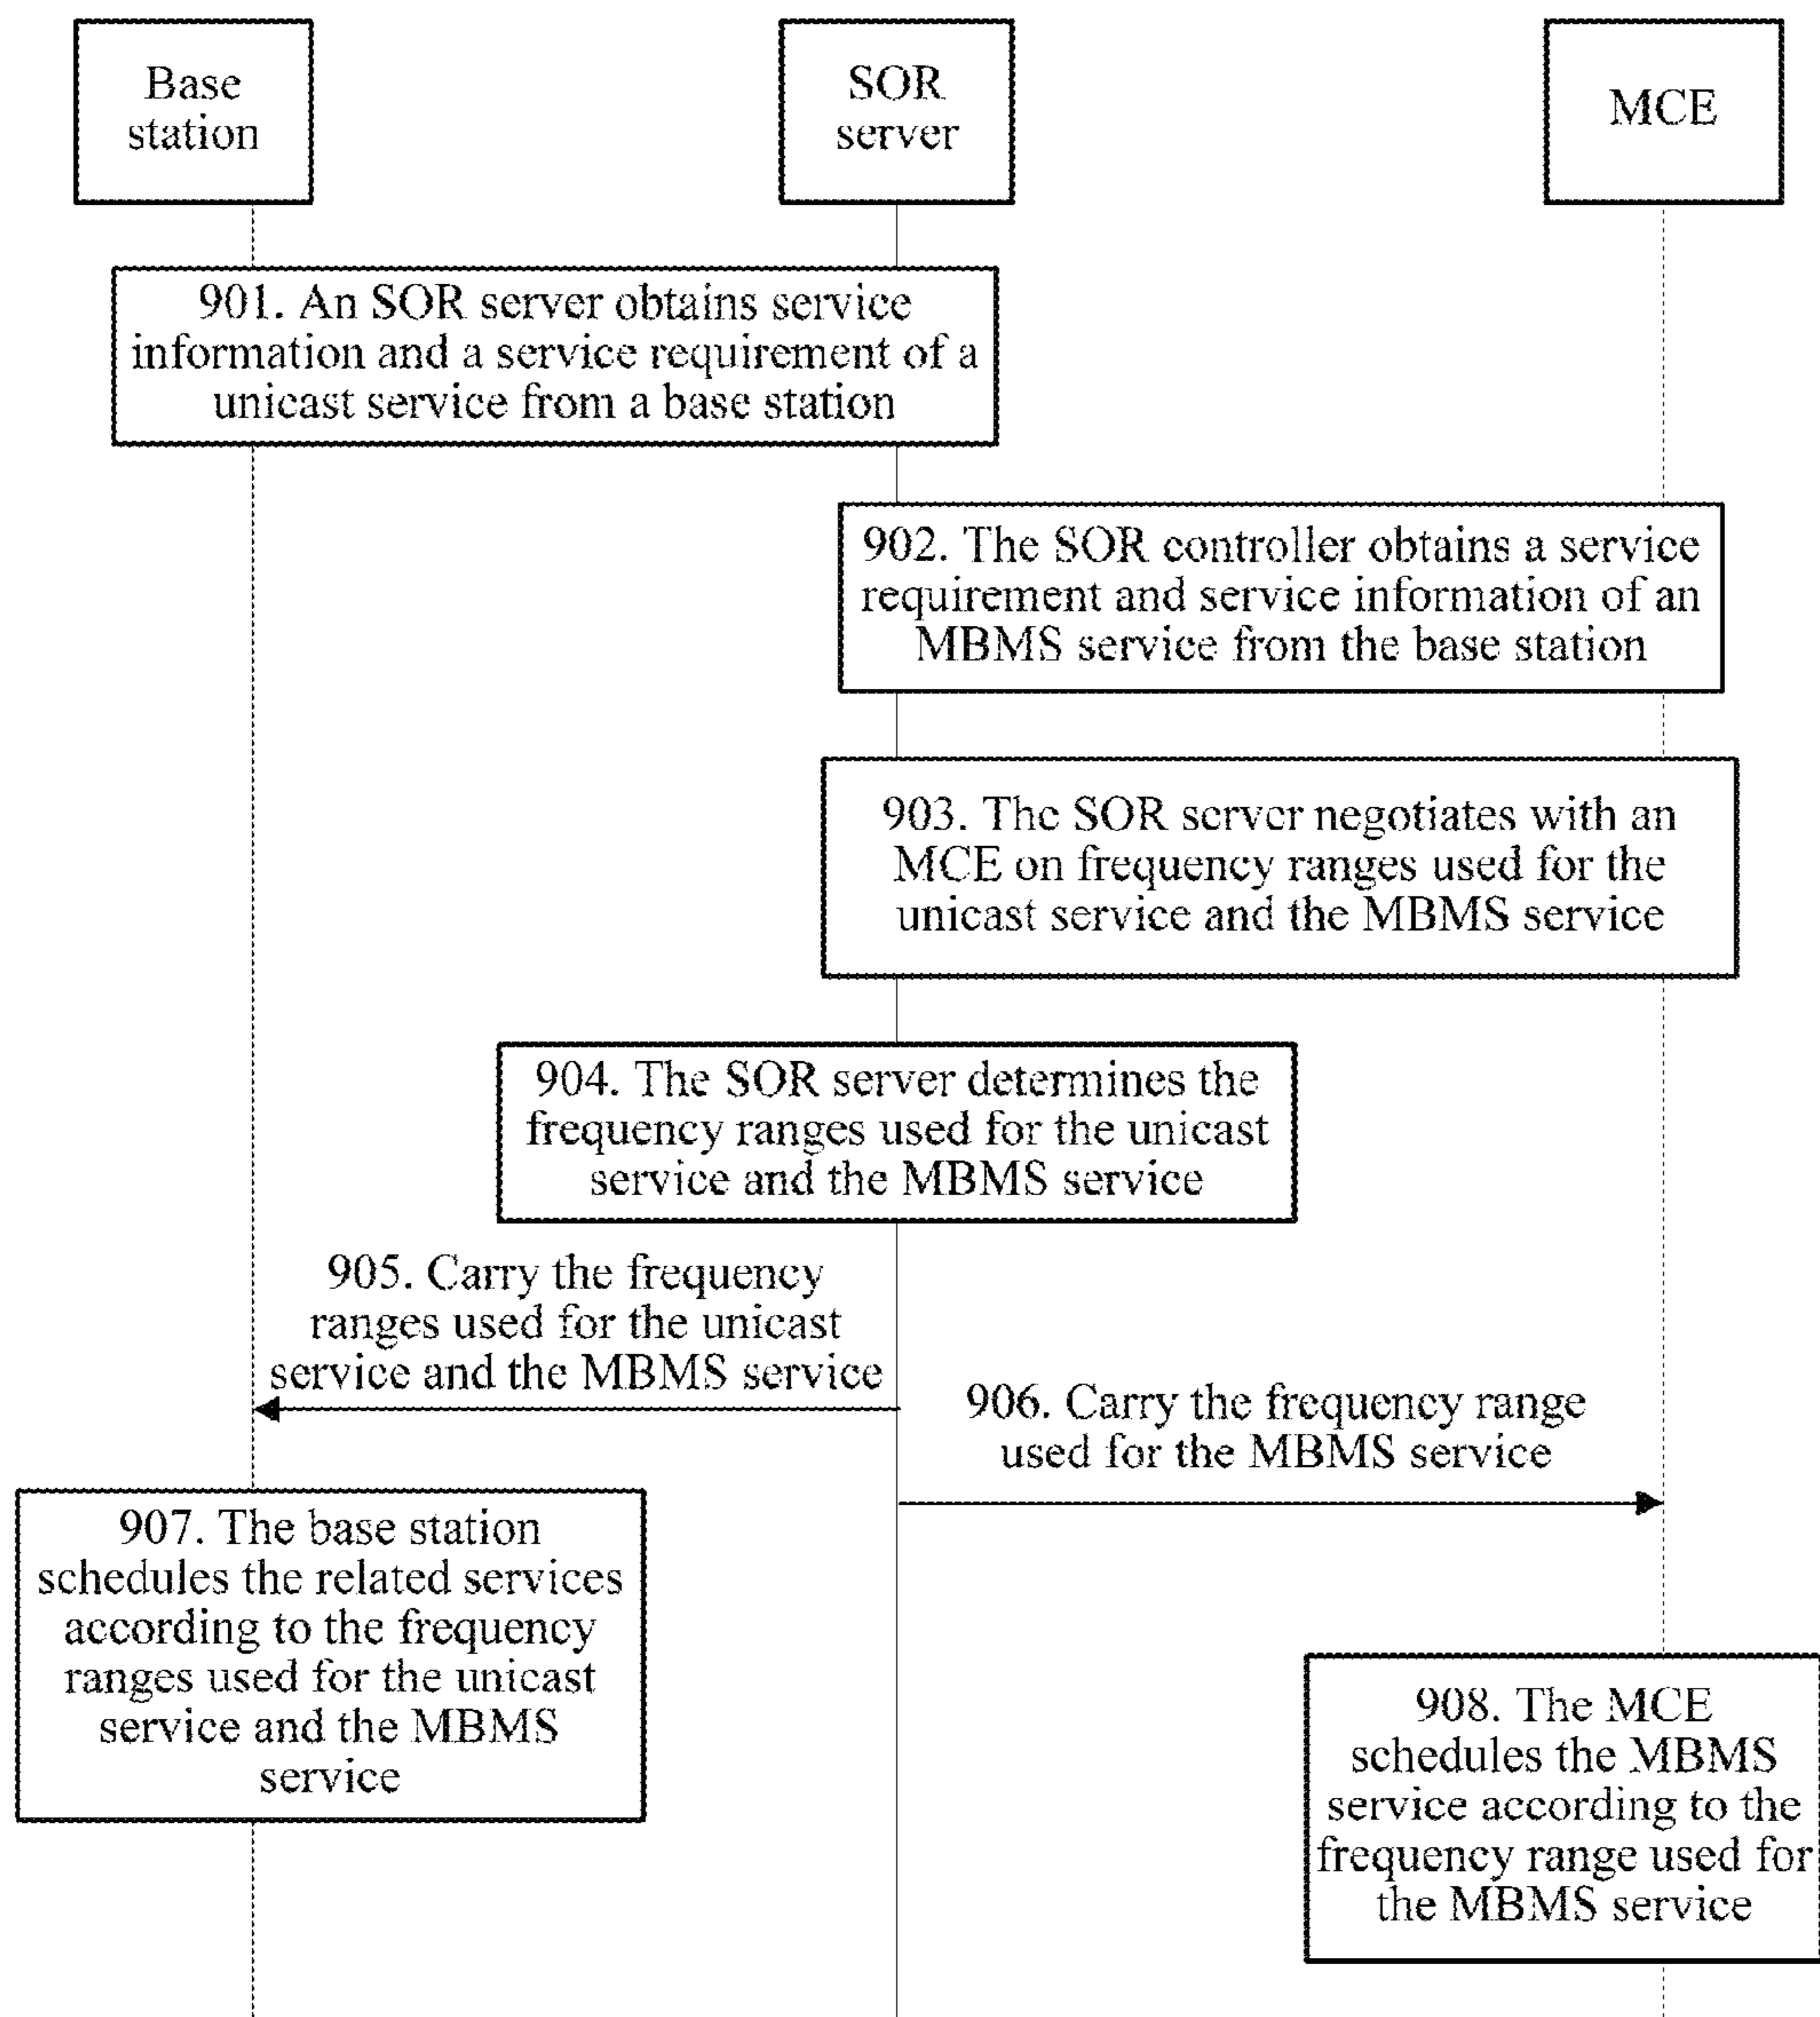 Base
station
SOR
server
MCE
901. An SOR server obtains service
information and a service requirement of a
unicast service from a base station
902. The SOR controller obtains a service
requirement and service information of an
MBMS service from the base station
903. The SOR server negotiates with an
MCE on frequency ranges used for the
unicast service and the MBMS service
904. The SOR server determines the
frequency ranges used for the unicast
service and the MBMS service
905. Carry the frequency
ranges used for the unicast
service and the MBMS service
906. Carry the frequency range
used for the MBMS service
907. The base station
schedules the related services
according to the frequency
ranges used for the unicast
service and the MBMS
service
908. The MCE
schedules the MBMS
service according to the
frequency range used for
the MBMS service